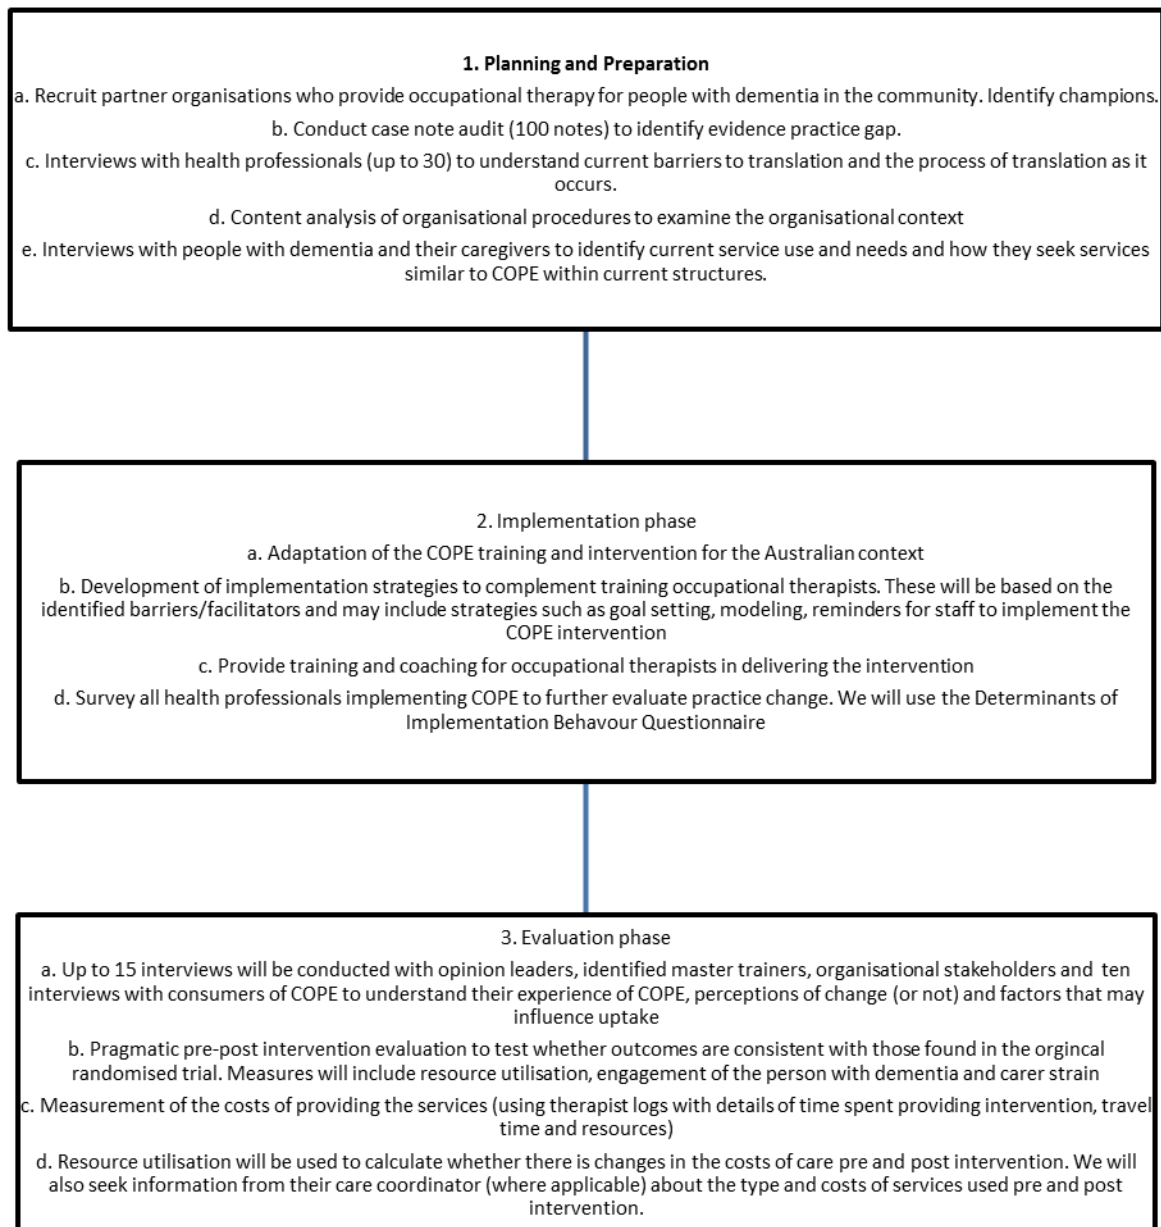 1. Planning and Preparation
a. Recruit partner organisations who provide occupational therapy for people with dementia in the community. Identify champions.
b. Conduct case note audit (100 notes) to identify evidence practice gap.
c. Interviews with health professionals (up to 30) to understand current barriers to translation and the process of translation as it
occurs.
d. Content analysis of organisational procedures to examine the organisational context
e. Interviews with people with dementia and their caregivers to identify current service use and needs and how they seek services
similar to COPE within current structures.
2. Implementation phase
a. Adaptation of the COPE training and intervention for the Australian context
b. Development of implementation strategies to complement training occupational therapists. These will be based on the
identified barriers/facilitators and may include strategies such as goal setting, modeling, reminders for staff to implement the
COPE intervention
c. Provide training and coaching for occupational therapists in delivering the intervention
d. Survey all health professionals implementing COPE to further evaluate practice change. We will use the Determinants of
Implementation Behavour Questionnaire
3. Evaluation phase
a. Up to 15 interviews will be conducted with opinion leaders, identified master trainers, organisational stakeholders and ten
interviews with consumers of COPE to understand their experience of COPE, perceptions of change (or not) and factors that may
influence uptake
b. Pragmatic pre-post intervention evaluation to test whether outcomes are consistent with those found in the orgincal
randomised trial. Measures will include resource utilisation, engagement of the person with dementia and carer strain
c. Measurement of the costs of providing the services (using therapist logs with details of time spent providing intervention, travel
time and resources)
d. Resource utilisation will be used to calculate whether there is changes in the costs of care pre and post intervention. We will
also seek information from their care coordinator (where applicable) about the type and costs of services used pre and post
intervention.